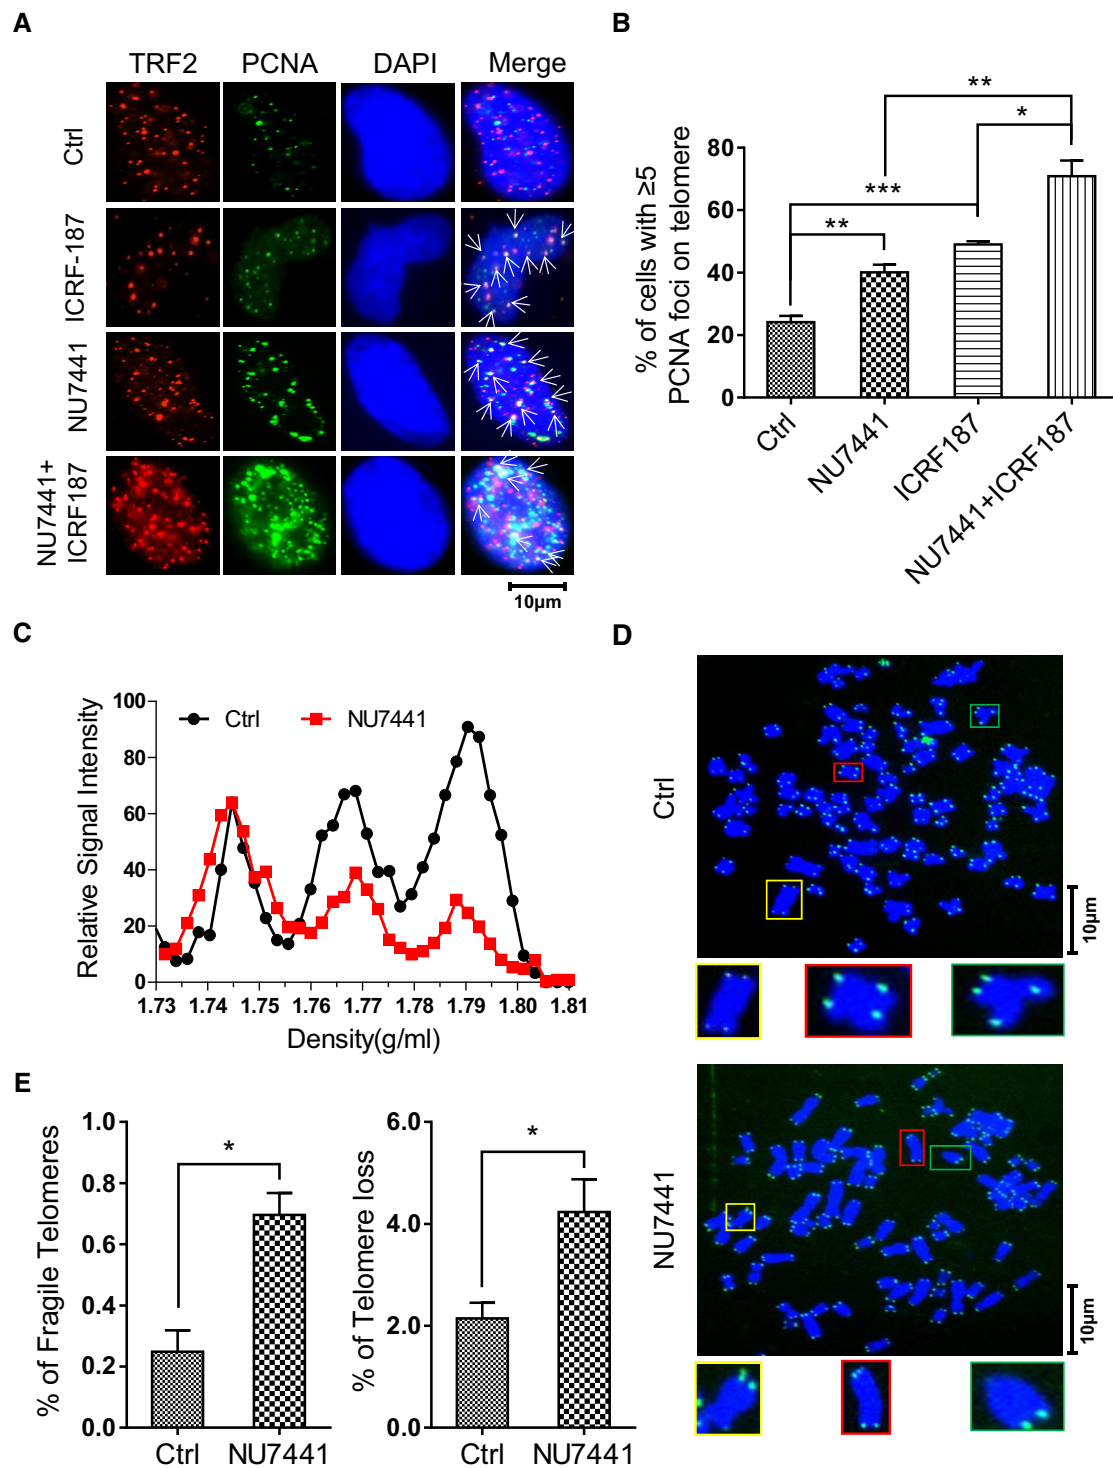 A
TRF2 PCNA DAPI Merge
Ctrl
ICRF-187
NU7441
NU7441+
ICRF187
10μm
B
% of cells with ≥5
PCNA foci on telomere
80
60
40
20
0
**
*
***
**
Ctrl
NU7441
ICRF187
NU7441+ICRF187
C
Relative Signal Intensity
100
80
60
40
20
0
Ctrl NU7441
1.73 1.74 1.75 1.76 1.77 1.78 1.79 1.80 1.81
Density(g/ml)
D
Ctrl
10μm
NU7441
10μm
E
% of Fragile Telomeres
1.0
0.8
0.6
0.4
0.2
0.0
*
Ctrl NU7441
% of Telomere loss
6.0
4.0
2.0
0.0
*
Ctrl NU7441